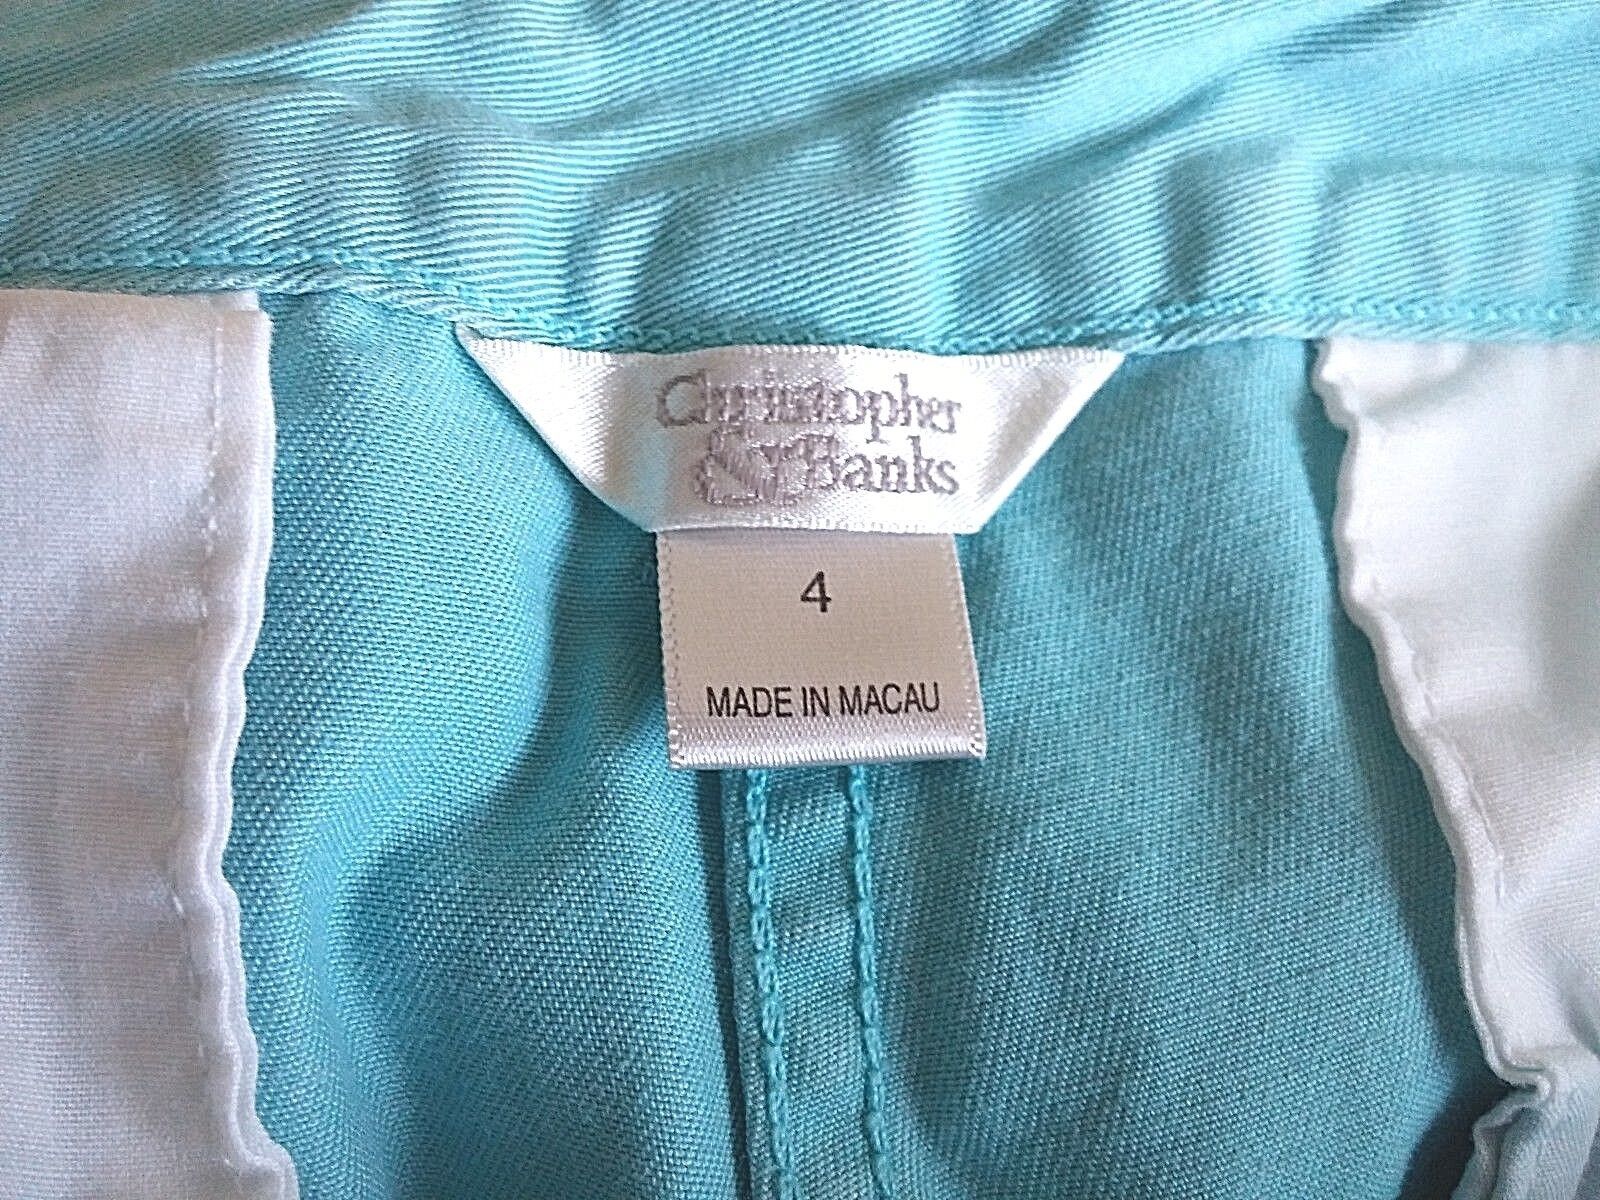 Christopher
& Banks
4
MADE IN MACAU